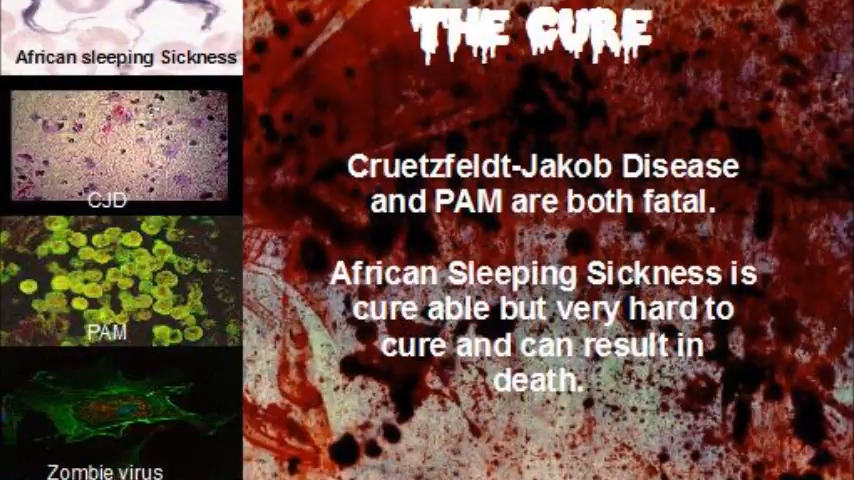 African sleeping Sickness
CJD
PAM
Zombie virus
THE CURE
Cruetzfeldt-Jakob Disease
and PAM are both fatal.
African Sleeping Sickness is
cure able but very hard to
cure and can result in
death.